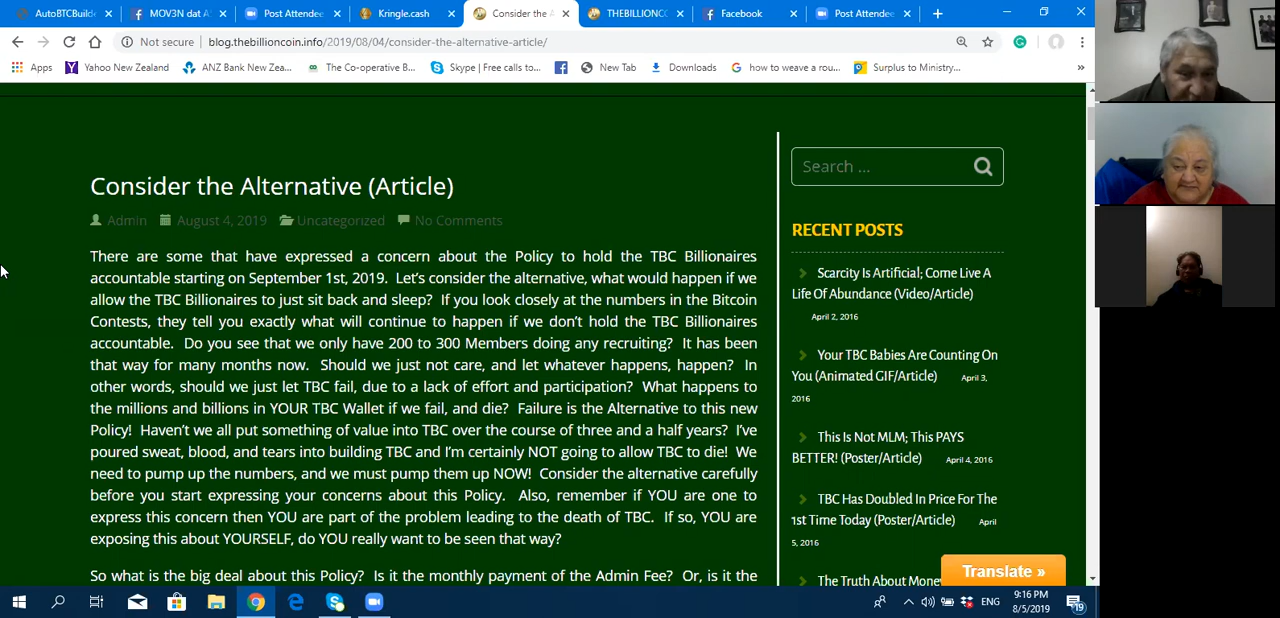 AutoBTCBuilde
MOV3N dat A
Post Attendee
Kringle.cash
Consider the A
THEBILLIONCO
Facebook
Post Attendee
Not secure | blog.thebillioncoin.info/2019/08/04/consider-the-alternative-article/
Apps
Yahoo New Zealand
ANZ Bank New Zea...
The Co-operative B...
Skype | Free calls to...
New Tab
Downloads
how to weave a rou...
Surplus to Ministry...
»
Consider the Alternative (Article)
Admin August 4, 2019 Uncategorized No Comments
There are some that have expressed a concern about the Policy to hold the TBC Billionaires
accountable starting on September 1st, 2019. Let's consider the alternative, what would happen if we
allow the TBC Billionaires to just sit back and sleep? If you look closely at the numbers in the Bitcoin
Contests, they tell you exactly what will continue to happen if we don't hold the TBC Billionaires
accountable. Do you see that we only have 200 to 300 Members doing any recruiting? It has been
that way for many months now. Should we just not care, and let whatever happens, happen? In
other words, should we just let TBC fail, due to a lack of effort and participation? What happens to
the millions and billions in YOUR TBC Wallet if we fail, and die? Failure is the Alternative to this new
Policy! Haven't we all put something of value into TBC over the course of three and a half years? I've
poured sweat, blood, and tears into building TBC and I'm certainly NOT going to allow TBC to die! We
need to pump up the numbers, and we must pump them up NOW! Consider the alternative carefully
before you start expressing your concerns about this Policy. Also, remember if YOU are one to
express this concern then YOU are part of the problem leading to the death of TBC. If so, YOU are
exposing this about YOURSELF, do YOU really want to be seen that way?
So what is the big deal about this Policy? Is it the monthly payment of the Admin Fee? Or, is it the
Search ...
RECENT POSTS
Scarcity Is Artificial; Come Live A
Life Of Abundance (Video/Article)
April 2, 2016
Your TBC Babies Are Counting On
You (Animated GIF/Article) April 3,
2016
This Is Not MLM; This PAYS
BETTER! (Poster/Article) April 4, 2016
TBC Has Doubled In Price For The
1st Time Today (Poster/Article) April
5, 2016
The Truth About Money
Translate »
ENG
9:16 PM
8/5/2019
19